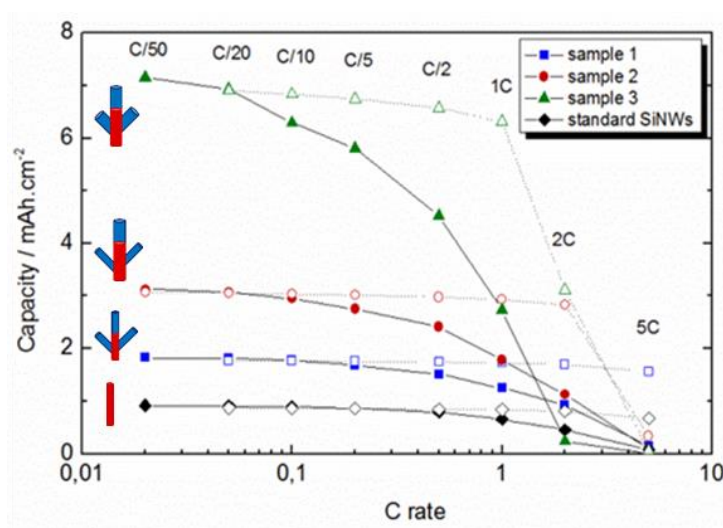 8
C/50
C/20
C/10
C/5
C/2
1C
2C
5C
sample 1
sample 2
sample 3
standard SiNWs
6
4
2
0
Capacity / mAh.cm-2
0,01
0,1
1
10
C rate